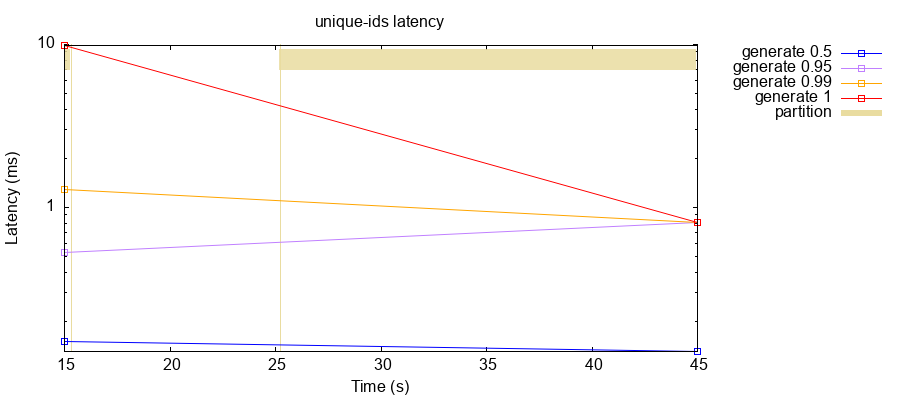 unique-ids latency
10
1
Latency (ms)
15 20 25 30 35 40 45
Time (s)
generate 0.5
generate 0.95
generate 0.99
generate 1
partition